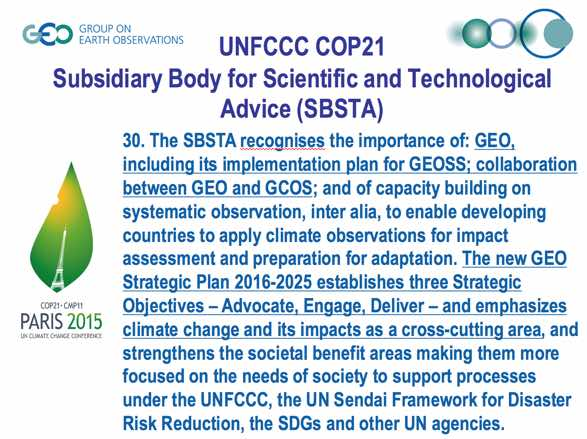 GEO GROUP ON
EARTH OBSERVATIONS
UNFCCC COP21
Subsidiary Body for Scientific and Technological
Advice (SBSTA)
30. The SBSTA recognises the importance of: GEO,
including its implementation plan for GEOSS; collaboration
between GEO and GCOS; and of capacity building on
systematic observation, inter alia, to enable developing
countries to apply climate observations for impact
assessment and preparation for adaptation. The new GEO
Strategic Plan 2016-2025 establishes three Strategic
Objectives – Advocate, Engage, Deliver – and emphasizes
climate change and its impacts as a cross-cutting area, and
strengthens the societal benefit areas making them more
focused on the needs of society to support processes
under the UNFCCC, the UN Sendai Framework for Disaster
Risk Reduction, the SDGs and other UN agencies.
COP21·CMP11
PARIS 2015
UN CLIMATE CHANGE CONFERENCE